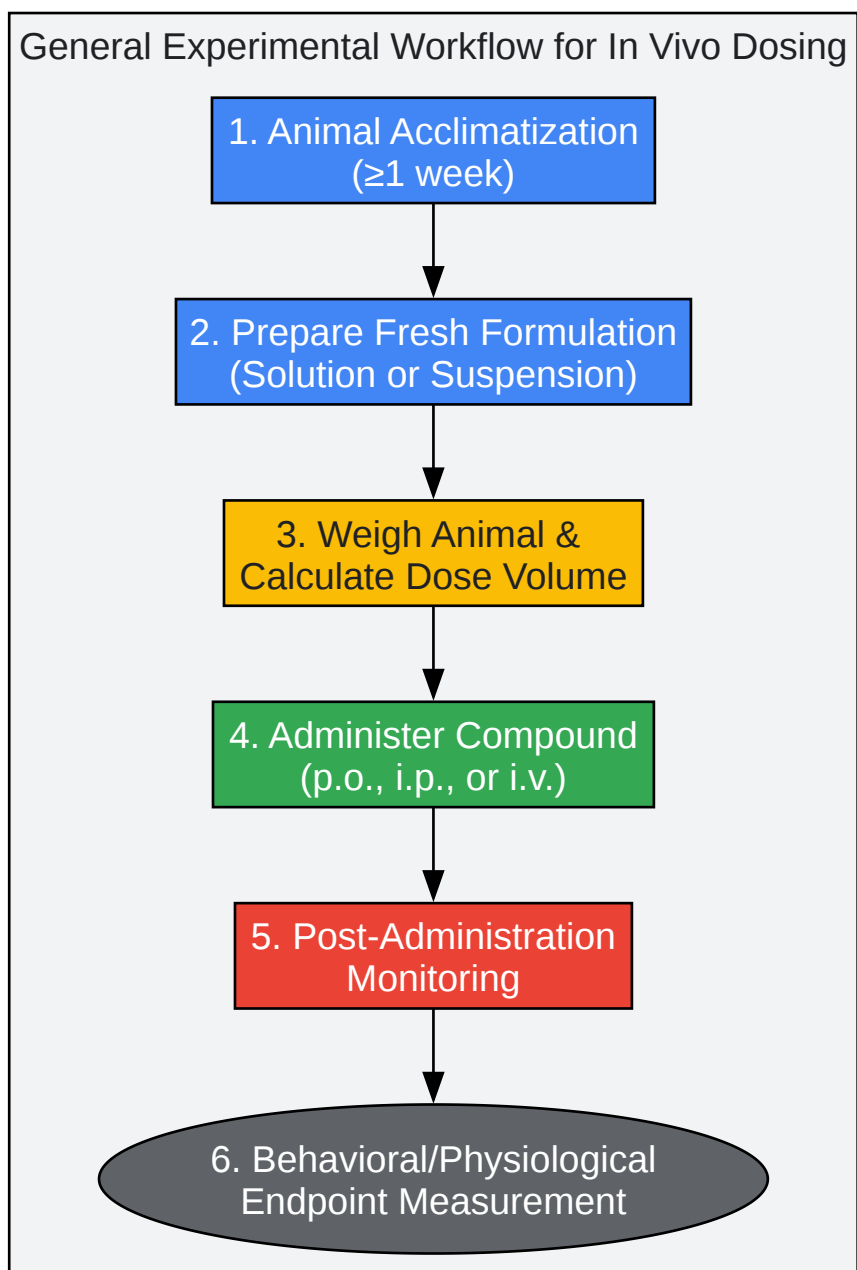 General Experimental Workflow for In Vivo Dosing
1. Animal Acclimatization
(≥1 week)
2. Prepare Fresh Formulation
(Solution or Suspension)
3. Weigh Animal &
Calculate Dose Volume
4. Administer Compound
(p.o., i.p., or i.v.)
5. Post-Administration
Monitoring
6. Behavioral/Physiological
Endpoint Measurement